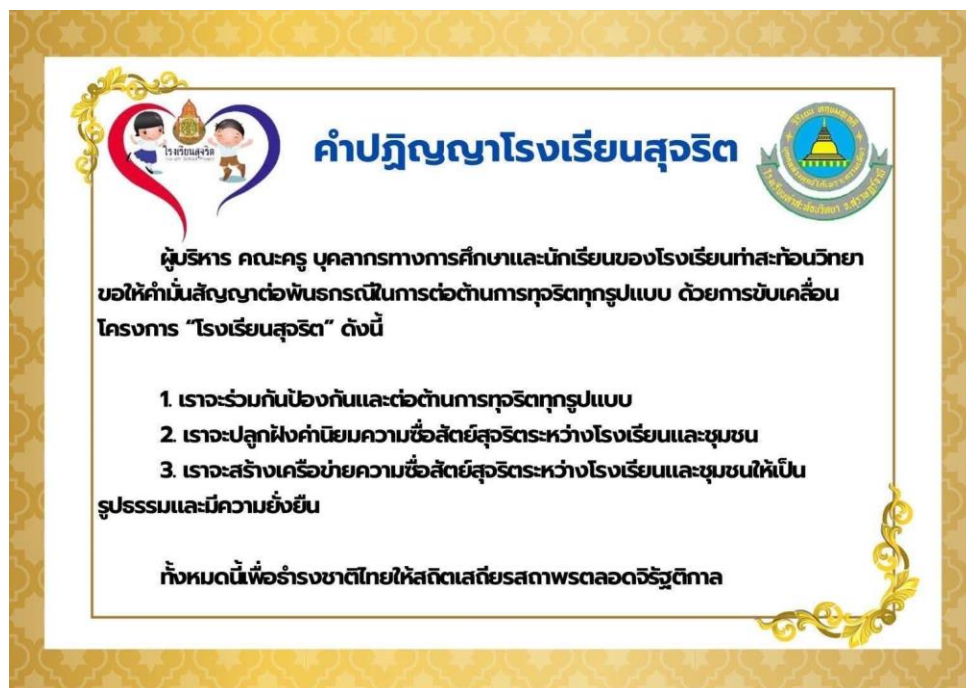 โรงเรียนสุจริต
คำปฏิญญาโรงเรียนสุจริต
ผู้บริหาร คณะครู บุคลากรทางการศึกษาและนักเรียนของโรงเรียนท่าสะท้อนวิทยา
ขอให้คำมั่นสัญญาต่อพันธกรณีในการต่อต้านการทุจริตทุกรูปแบบ ด้วยการขับเคลื่อน
โครงการ “โรงเรียนสุจริต” ดังนี้
1. เราจะร่วมกันป้องกันและต่อต้านการทุจริตทุกรูปแบบ
2. เราจะปลูกฝังค่านิยมความซื่อสัตย์สุจริตระหว่างโรงเรียนและชุมชน
3. เราจะสร้างเครือข่ายความซื่อสัตย์สุจริตระหว่างโรงเรียนและชุมชนให้เป็น
รูปธรรมและมีความยั่งยืน
ทั้งหมดนี้เพื่อธำรงชาติไทยให้สถิตเสถียรสถาพรตลอดจิรัฐติกาล